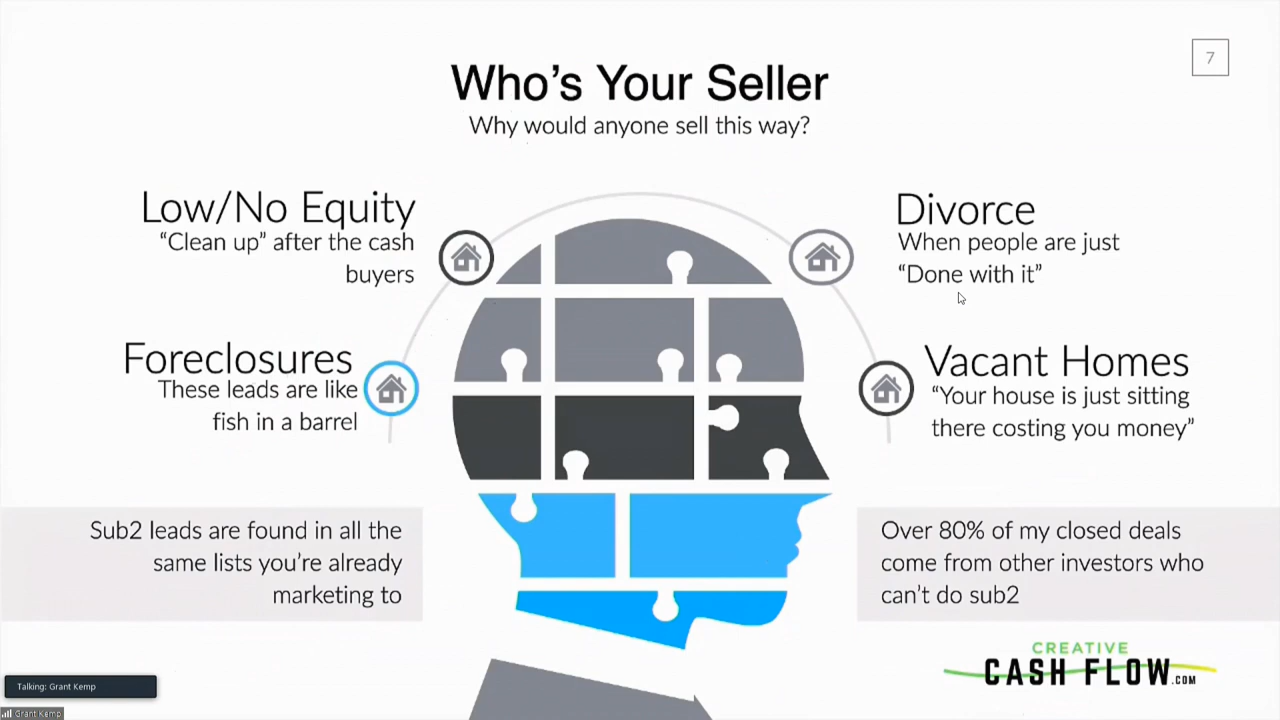 7
Who's Your Seller
Why would anyone sell this way?
Low/No Equity
“Clean up” after the cash
buyers
Divorce
When people are just
“Done with it”
Foreclosures
These leads are like
fish in a barrel
Vacant Homes
“Your house is just sitting
there costing you money”
Sub2 leads are found in all the
same lists you're already
marketing to
Over 80% of my closed deals
come from other investors who
can't do sub2
CREATIVE
CASH FLOW.COM
Talking: Grant Kemp
Grant Kemp